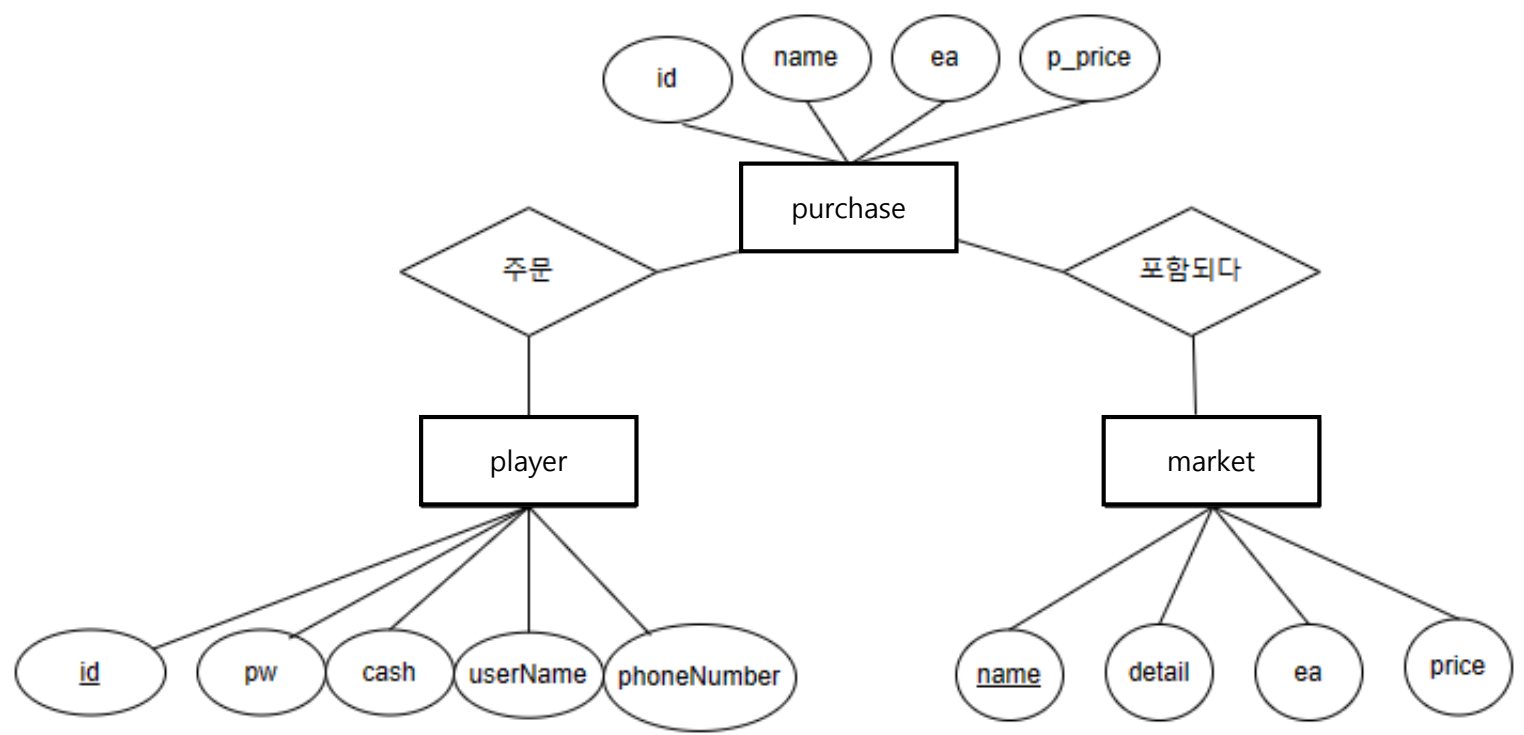 id
name
ea
p_price
purchase
주문
포함되다
player
market
id
pw
cash
userName
phoneNumber
name
detail
ea
price